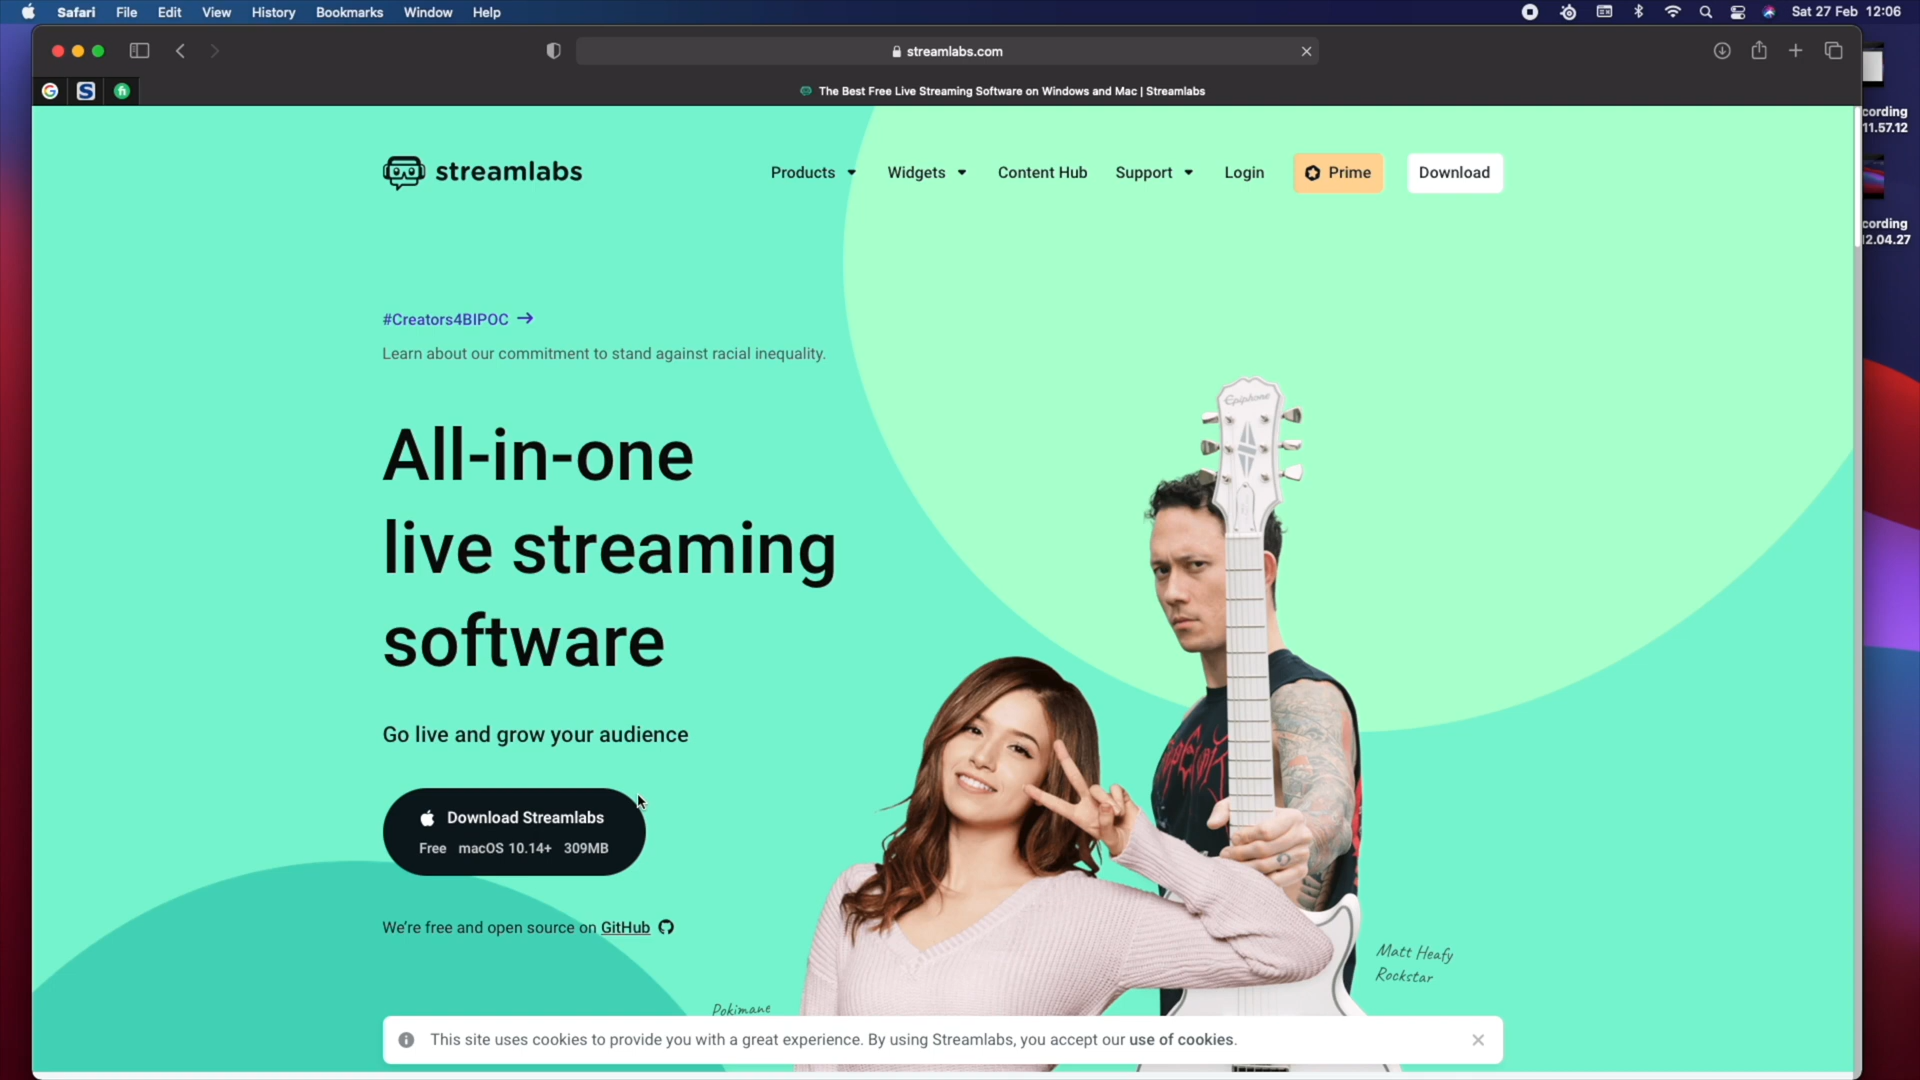 Safari File Edit View History Bookmarks Window Help Sat 27 Feb 12:06
streamlabs.com
The Best Free Live Streaming Software on Windows and Mac | Streamlabs
cording
11.57.12
cording
12.04.27
streamlabs Products Widgets Content Hub Support Login Prime Download
#Creators4BIPOC →
Learn about our commitment to stand against racial inequality.
All-in-one
live streaming
software
Epiphone
Go live and grow your audience
Download Streamlabs
Free macOS 10.14+ 309MB
We're free and open source on GitHub
Matt Heafy
Rockstar
Pokimane
This site uses cookies to provide you with a great experience. By using Streamlabs, you accept our use of cookies.